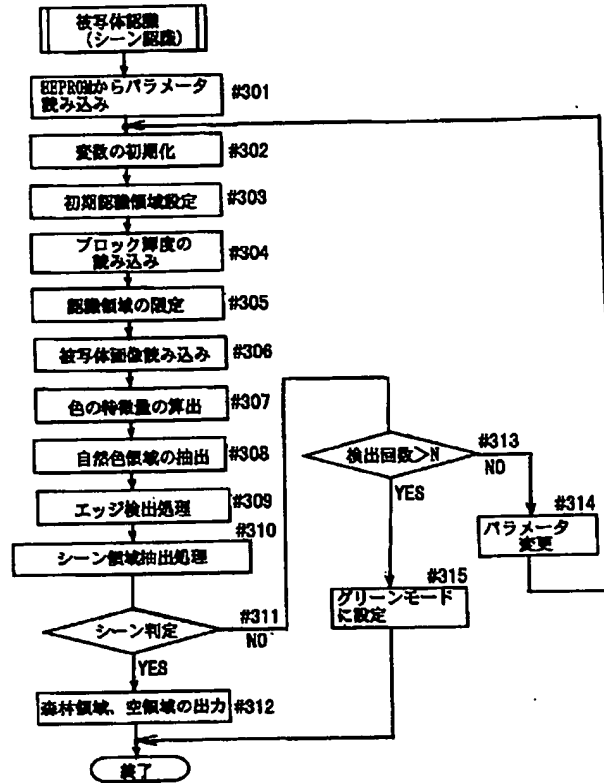 被写体認識
(シーン認識)
EEPROMからパラメータ
読み込み
#301
変数の初期化
#302
初期認識領域設定
#303
ブロック輝度の
読み込み
#304
認識領域の限定
#305
被写体画像読み込み
#306
色の特徴量の算出
#307
自然色領域の抽出
#308
エッジ検出処理
#309
#310
シーン領域抽出処理
シーン判定
#311
NO
YES
森林領域、空領域の出力
#312
終了
検出回数>N
#313
NO
YES
#314
パラメータ
変更
#315
グリーンモード
に設定